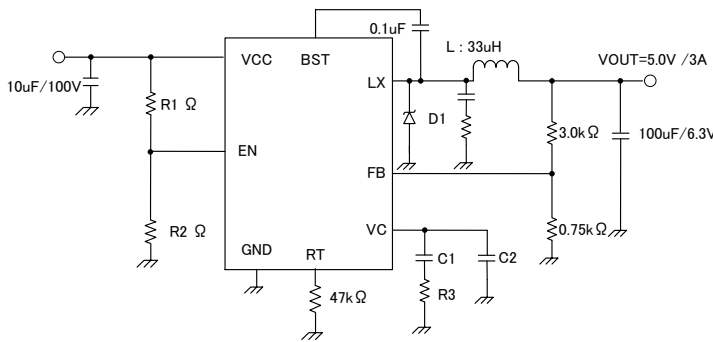 0.1uF
L : 33uH
VOUT=5.0V /3A
VCC
BST
LX
10uF/100V
R1 Ω
D1
3.0kΩ
100uF/6.3V
EN
FB
R2 Ω
VC
0.75kΩ
GND
RT
C1
C2
47kΩ
R3